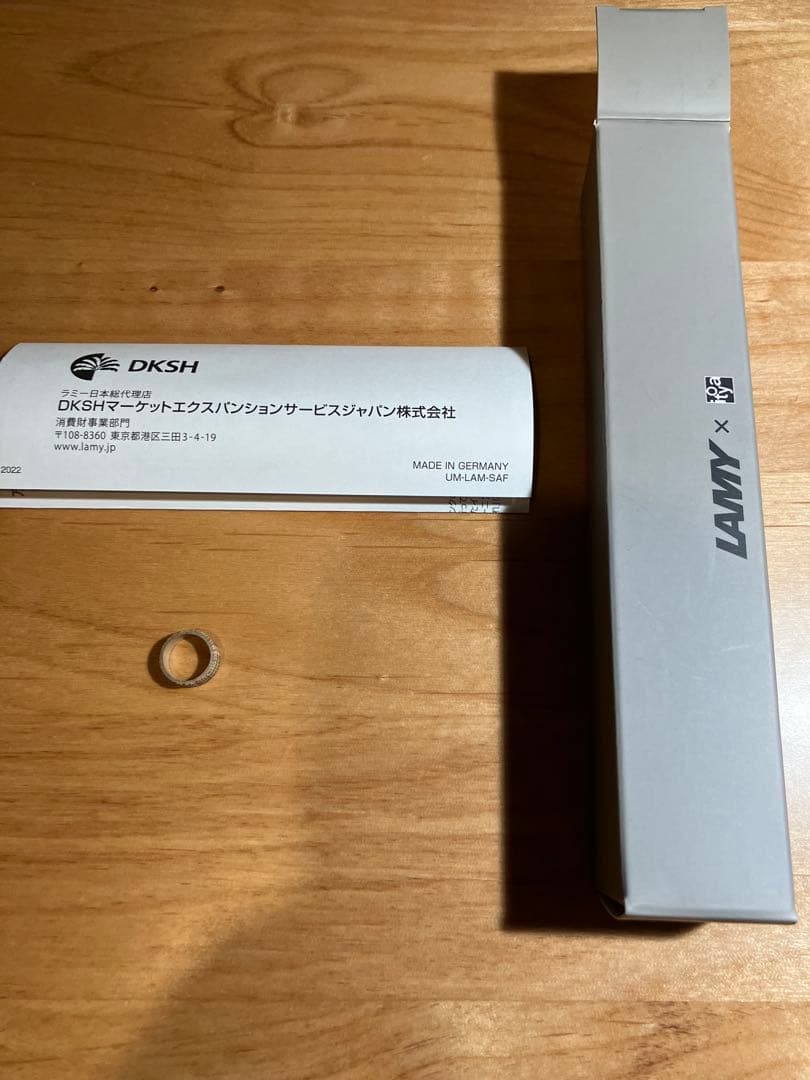 DKSH
ラミー日本総代理店
DKSHマーケットエクスパンションサービスジャパン株式会社
消費財事業部門
〒108-8360 東京都港区三田3-4-19
www.lamy.jp
2022
MADE IN GERMANY
UM-LAM-SAF
LAMY × ito ya